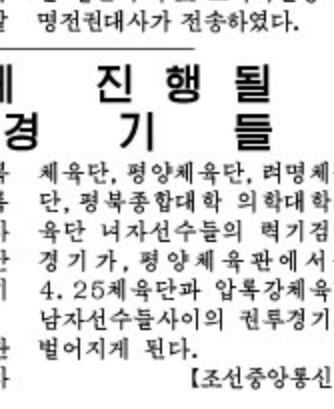 명전권대사가 전송하였다.
진행될
경기들
체육단, 평양체육단, 려명체
단, 평북종합대학 의학대학
육단 녀자선수들의 력기검
경기가, 평양체육관에서
4. 25체육단과 압록강체육
남자선수들사이의 권투경기
벌어지게 된다.
【조선중앙통신